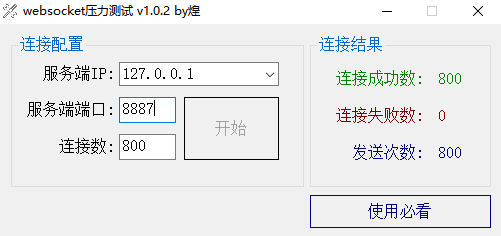 websocket压力测试 v1.0.2 by煌
连接配置
服务端IP: 127.0.0.1
服务端端口: 8887
连接数: 800
开始
连接结果
连接成功数: 800
连接失败数: 0
发送次数: 800
使用必看